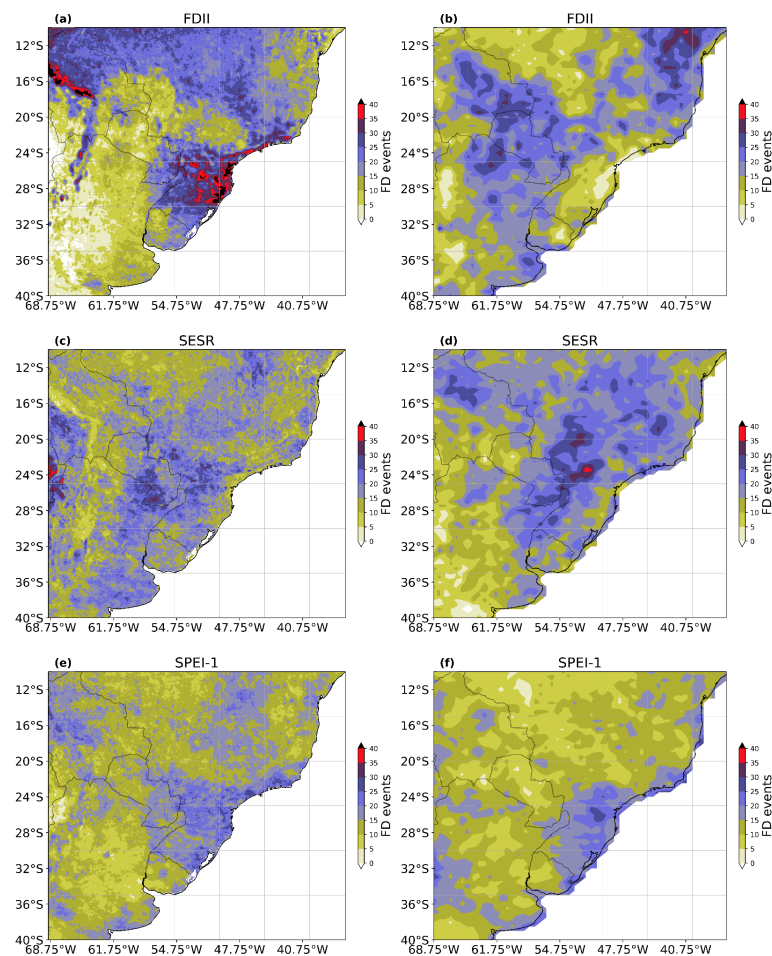 (a) FDII
12°S
16°S
20°S
24°S
28°S
32°S
36°S
40°S
68.75°W 61.75°W 54.75°W 47.75°W 40.75°W
40
35
30
25
20
15
10
5
0
FD events
(b) FDII
12°S
16°S
20°S
24°S
28°S
32°S
36°S
40°S
68.75°W 61.75°W 54.75°W 47.75°W 40.75°W
40
35
30
25
20
15
10
5
0
FD events
(c) SESR
12°S
16°S
20°S
24°S
28°S
32°S
36°S
40°S
68.75°W 61.75°W 54.75°W 47.75°W 40.75°W
40
35
30
25
20
15
10
5
0
FD events
(d) SESR
12°S
16°S
20°S
24°S
28°S
32°S
36°S
40°S
68.75°W 61.75°W 54.75°W 47.75°W 40.75°W
40
35
30
25
20
15
10
5
0
FD events
(e) SPEI-1
12°S
16°S
20°S
24°S
28°S
32°S
36°S
40°S
68.75°W 61.75°W 54.75°W 47.75°W 40.75°W
40
35
30
25
20
15
10
5
0
FD events
(f) SPEI-1
12°S
16°S
20°S
24°S
28°S
32°S
36°S
40°S
68.75°W 61.75°W 54.75°W 47.75°W 40.75°W
40
35
30
25
20
15
10
5
0
FD events